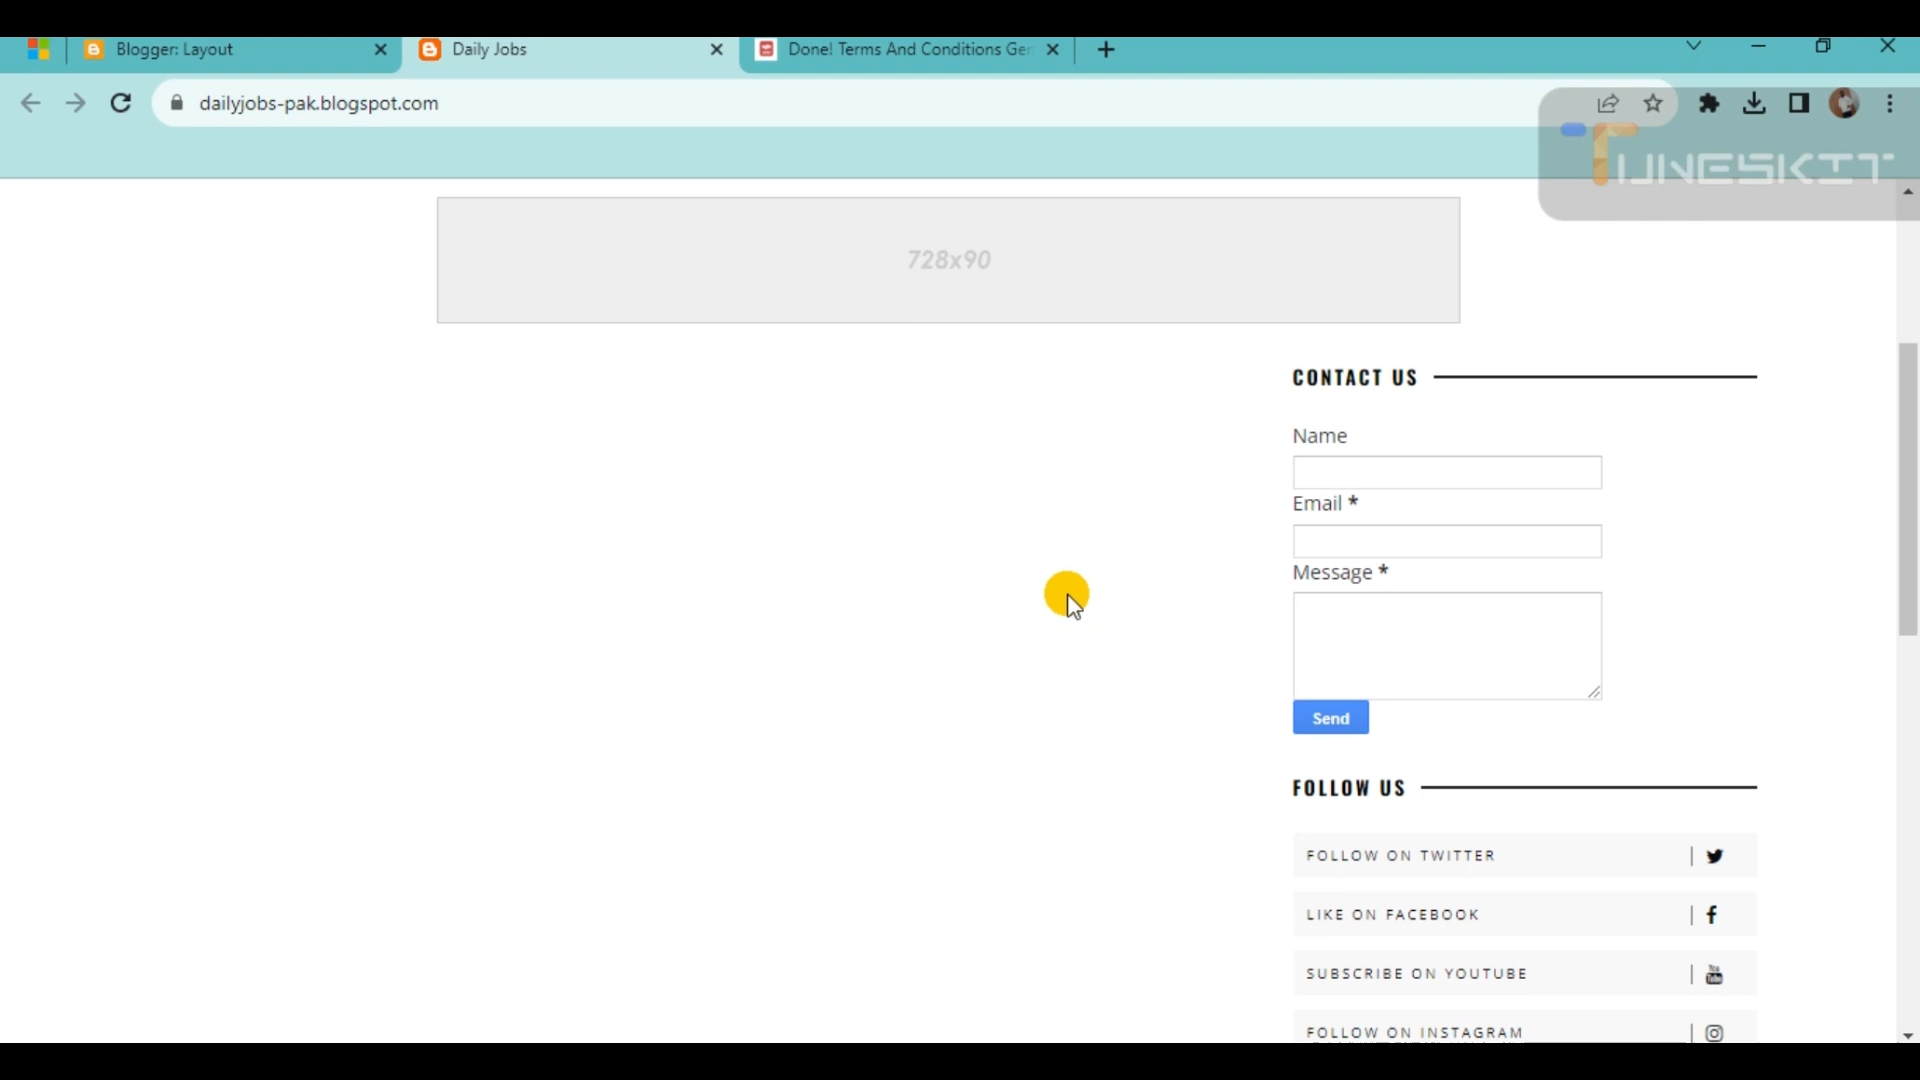 Blogger: Layout
Daily Jobs
Done! Terms And Conditions Gen
dailyjobs-pak.blogspot.com
TUNESKIT
728x90
CONTACT US
Name
Email *
Message *
Send
FOLLOW US
FOLLOW ON TWITTER
LIKE ON FACEBOOK
SUBSCRIBE ON YOUTUBE
FOLLOW ON INSTAGRAM